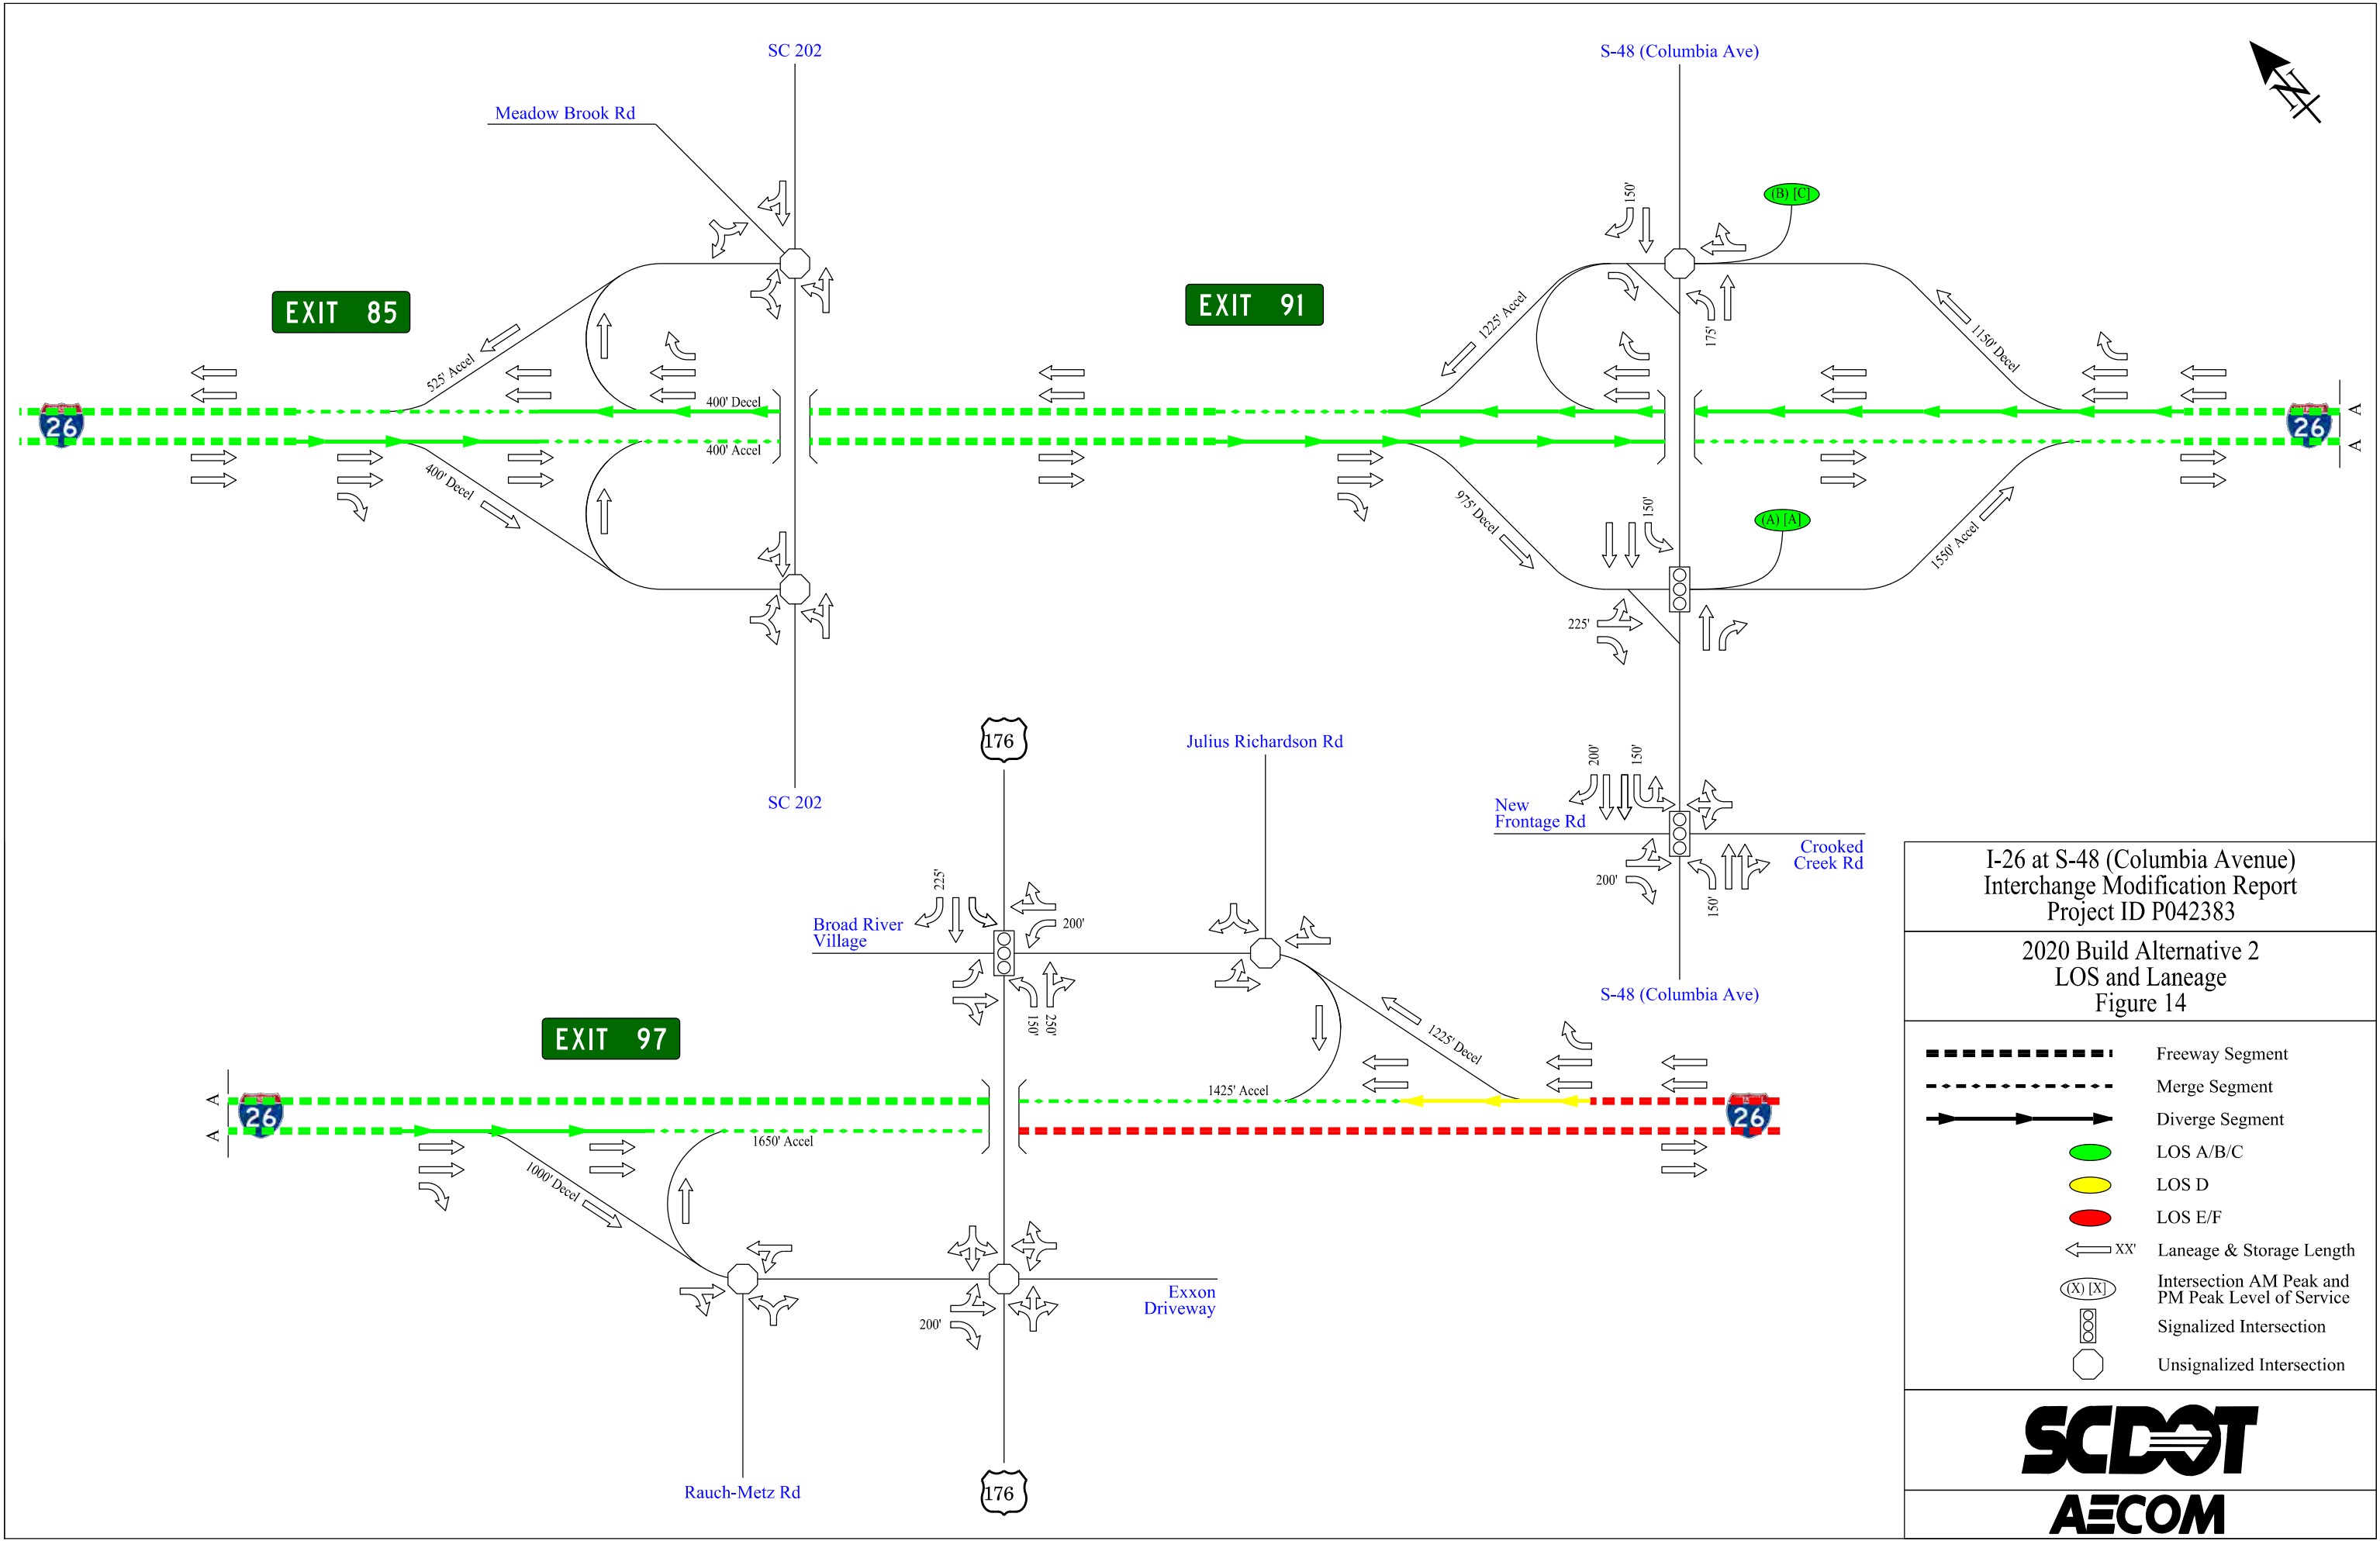 SC 202
S-48 (Columbia Ave)
N
Meadow Brook Rd
(B) [C]
150'
EXIT 85
EXIT 91
1225' Accel
175'
1150' Decel
525' Accel
400' Decel
26
26
A
A
400' Accel
400' Decel
975' Decel
150'
(A) [A]
1550' Accel
225'
176
Julius Richardson Rd
200'
150'
SC 202
New
Frontage Rd
Crooked
Creek Rd
200'
150'
S-48 (Columbia Ave)
225'
200'
Broad River
Village
150'
250'
EXIT 97
1225' Decel
1425' Accel
A
A
26
26
1650' Accel
1000' Decel
Exxon
Driveway
200'
Rauch-Metz Rd
176
I-26 at S-48 (Columbia Avenue)
Interchange Modification Report
Project ID P042383
2020 Build Alternative 2
LOS and Laneage
Figure 14
Freeway Segment
Merge Segment
Diverge Segment
LOS A/B/C
LOS D
LOS E/F
XX' Laneage & Storage Length
(X) [X] Intersection AM Peak and
PM Peak Level of Service
Signalized Intersection
Unsignalized Intersection
SCDOT
AECOM